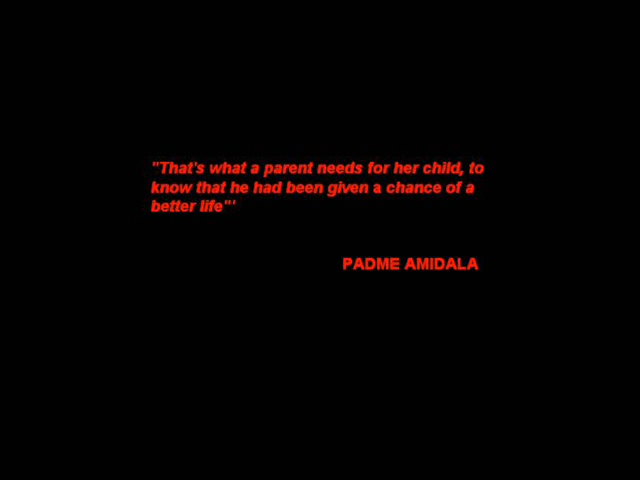 "That's what a parent needs for her child, to
know that he had been given a chance of a
better life"'
PADME AMIDALA